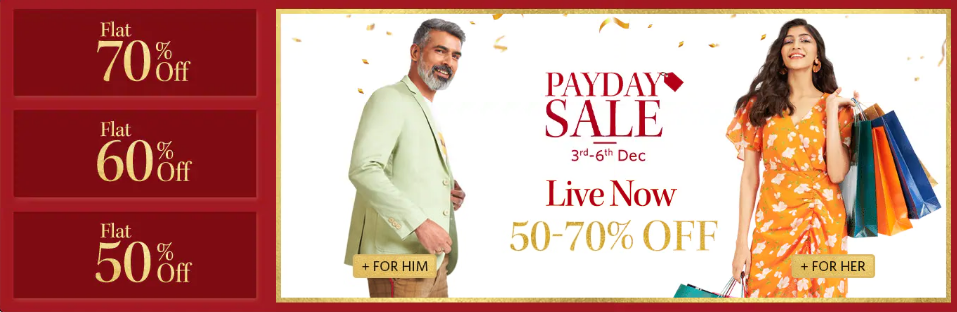 Flat
70% Off
Flat
60% Off
Flat
50% Off
PAYDAY
SALE
3rd-6th Dec
Live Now
50-70% OFF
+ FOR HIM
+ FOR HER